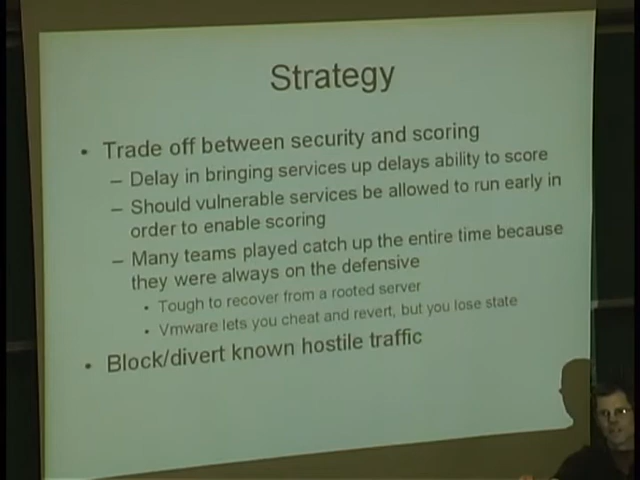 Strategy
• Trade off between security and scoring
– Delay in bringing services up delays ability to score
– Should vulnerable services be allowed to run early in
order to enable scoring
– Many teams played catch up the entire time because
they were always on the defensive
• Tough to recover from a rooted server
• Vmware lets you cheat and revert, but you lose state
• Block/divert known hostile traffic